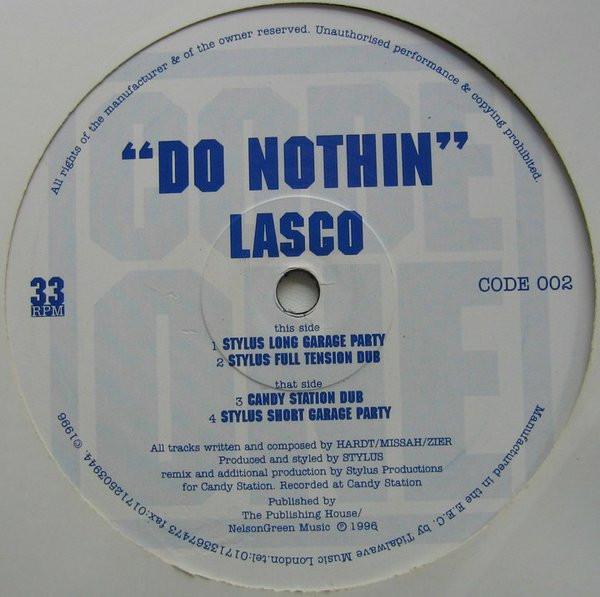 All rights of the manufacturer & of the owner reserved. Unauthorised performance & copying prohibited.
CODE
ONE
"DO NOTHIN"
LASCO
33
RPM
CODE 002
this side
1 STYLUS LONG GARAGE PARTY
2 STYLUS FULL TENSION DUB
that side
3 CANDY STATION DUB
4 STYLUS SHORT GARAGE PARTY
All tracks written and composed by HARDT/MISSAH/ZIER
Produced and styled by STYLUS
remix and additional production by Stylus Productions
for Candy Station. Recorded at Candy Station
Published by
The Publishing House/
NelsonGreen Music ℗ 1996
Manufactured in the E.E.C. by Tidalwave Music London.tel:01713367473 fax:01712503944. ©1996